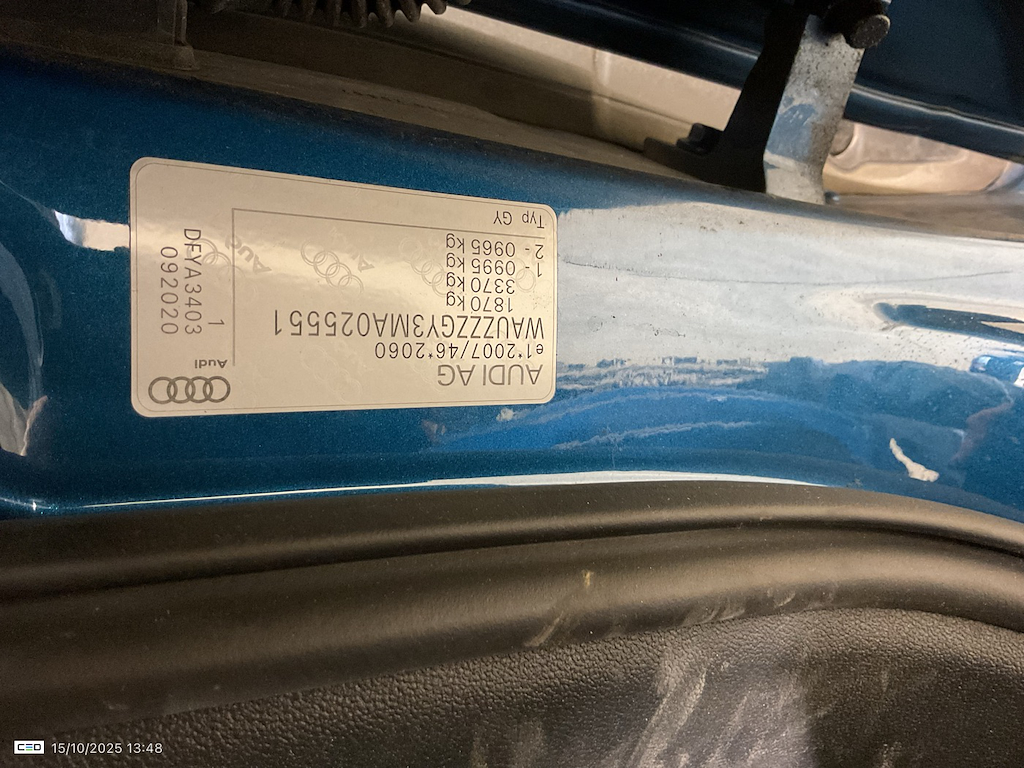 AUDI AG
e1*2007/46*2060
WAUZZZGY3MA025551
1870 kg
3370 kg
1 - 0995 kg
2 - 0965 kg
Typ GY
Audi
1
DFYA3403
092020
CEO 15/10/2025 13:48